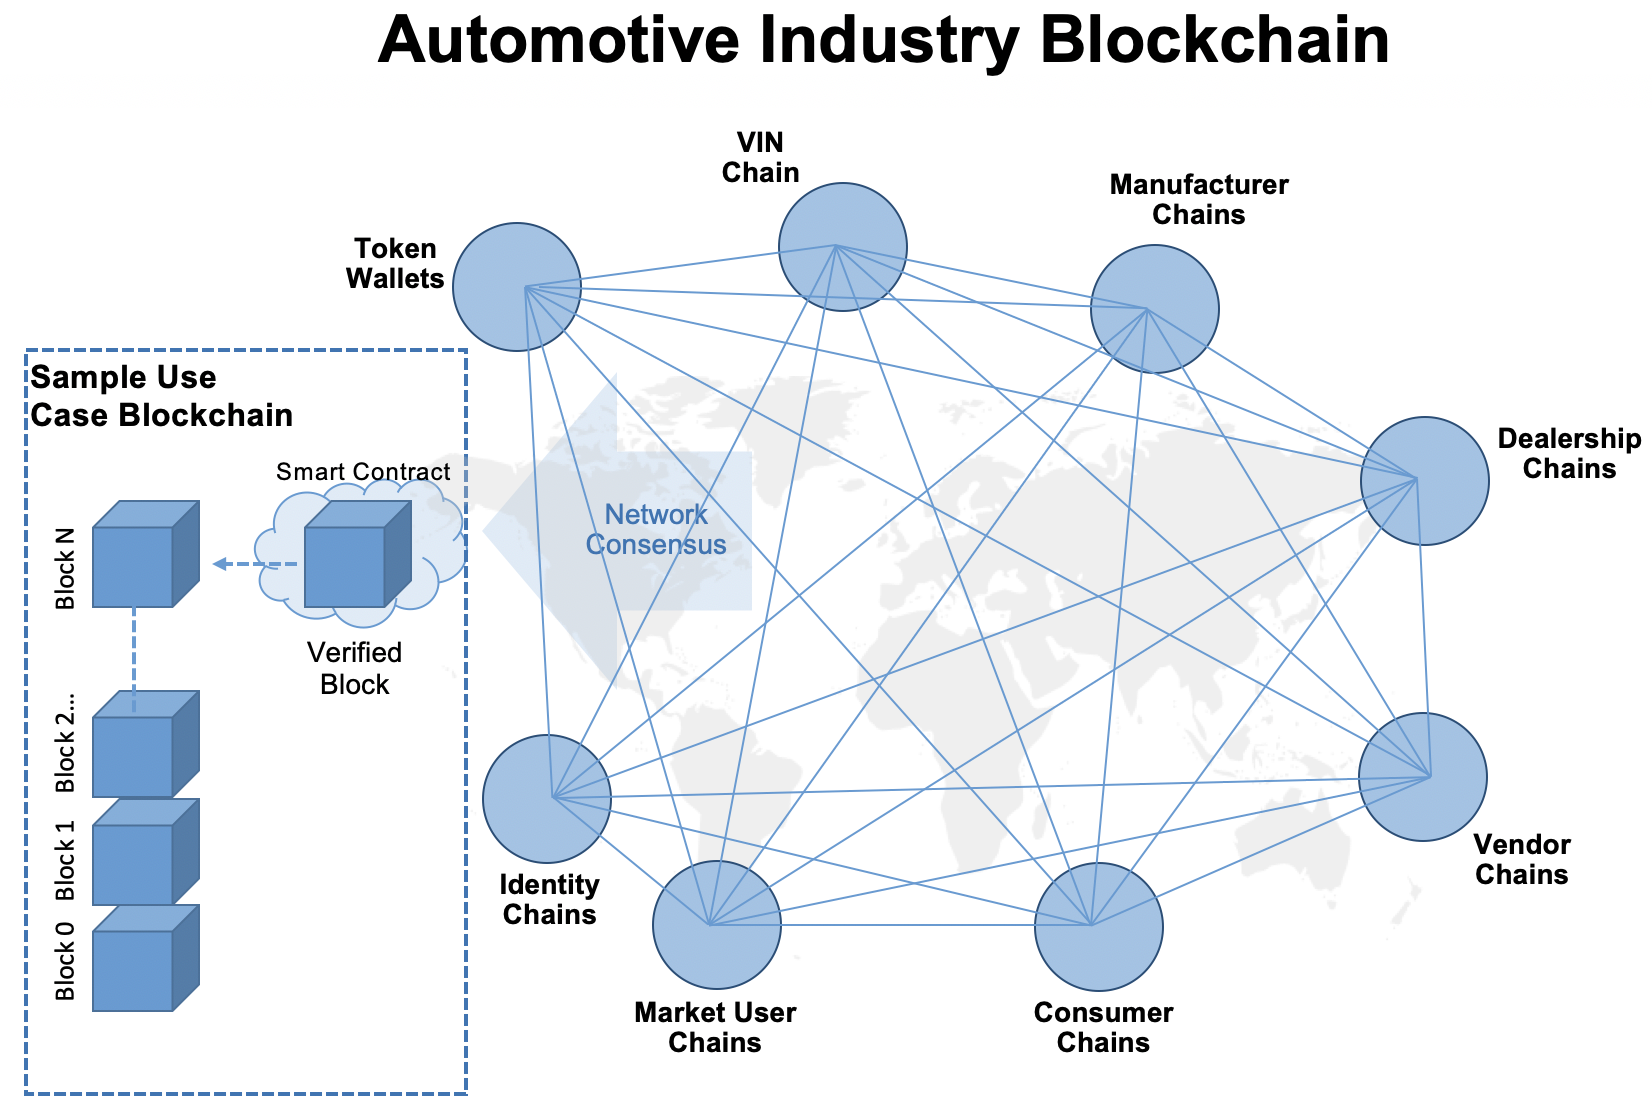 Automotive Industry Blockchain
VIN
Chain
Manufacturer
Chains
Token
Wallets
Dealership
Chains
Sample Use
Case Blockchain
Smart Contract
Network
Consensus
Block N
Verified
Block
Block 2...
Block 1
Block 0
Identity
Chains
Vendor
Chains
Market User
Chains
Consumer
Chains